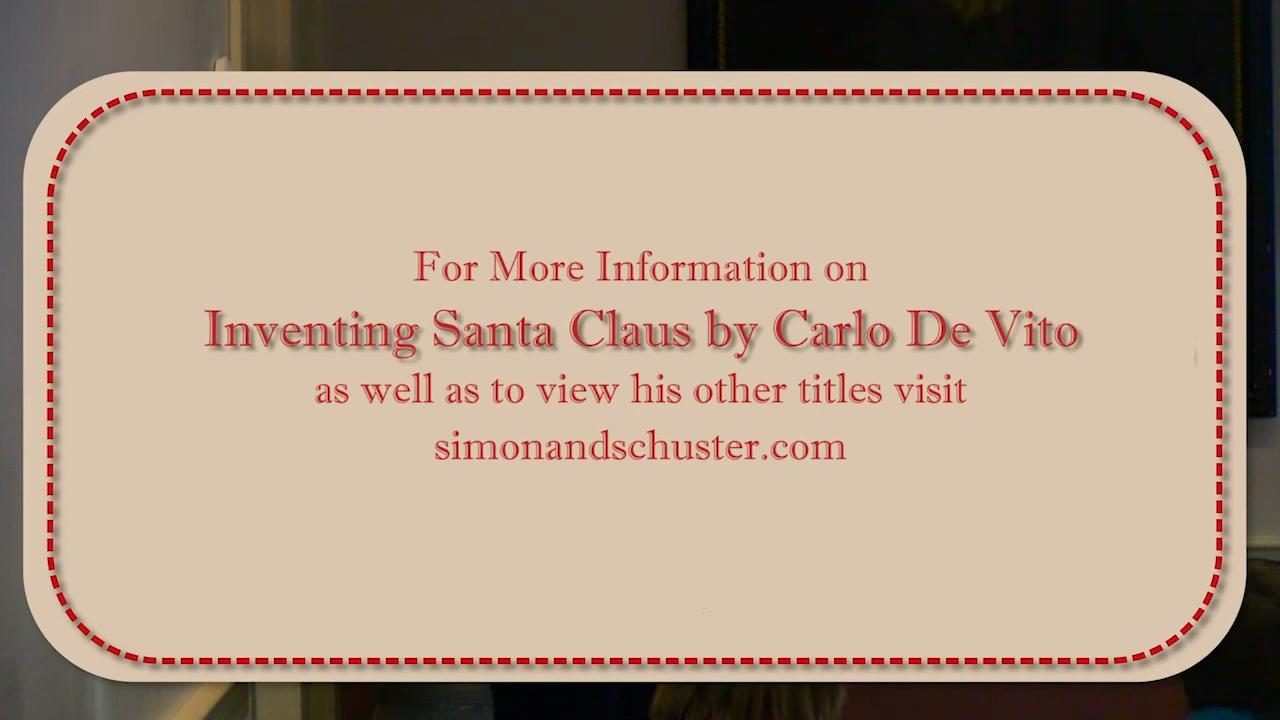 For More Information on
Inventing Santa Claus by Carlo De Vito
as well as to view his other titles visit
simonandschuster.com